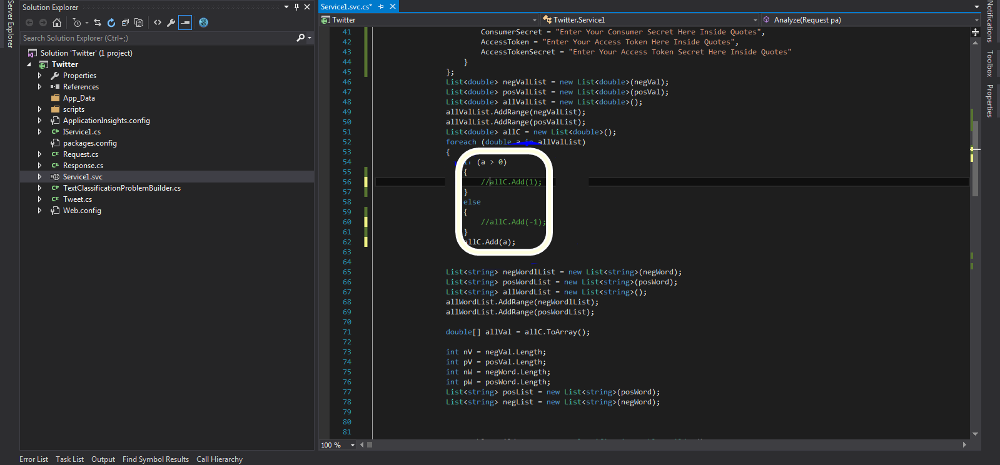 Server Explorer
Solution Explorer
Search Solution Explorer (Ctrl+;)
Solution 'Twitter' (1 project)
Twitter
Properties
References
App_Data
scripts
ApplicationInsights.config
IService1.cs
packages.config
Request.cs
Response.cs
Service1.svc
TextClassificationProblemBuilder.cs
Tweet.cs
Web.config
Service1.svc.cs*
Twitter
Twitter.Service1
Analyze(Request pa)
41 ConsumerSecret = "Enter Your Consumer Secret Here Inside Quotes",
42 AccessToken = "Enter Your Access Token Here Inside Quotes",
43 AccessTokenSecret = "Enter Your Access Token Secret Here Inside Quotes"
44 }
45 };
46 List<double> negValList = new List<double>(negVal);
47 List<double> posValList = new List<double>(posVal);
48 List<double> allValList = new List<double>();
49 allValList.AddRange(negValList);
50 allValList.AddRange(posValList);
51 List<double> allC = new List<double>();
52 foreach (double a in allValList)
53 {
54 (a > 0)
55 {
56 //allC.Add(1);
57 }
58 else
59 {
60 //allC.Add(-1);
61 }
62 allC.Add(a);
63
64
65 List<string> negWordlList = new List<string>(negWord);
66 List<string> posWordList = new List<string>(posWord);
67 List<string> allWordList = new List<string>();
68 allWordList.AddRange(negWordlList);
69 allWordList.AddRange(posWordList);
70
71 double[] allVal = allC.ToArray();
72
73 int nV = negVal.Length;
74 int pV = posVal.Length;
75 int nW = negWord.Length;
76 int pW = posWord.Length;
77 List<string> posList = new List<string>(posWord);
78 List<string> negList = new List<string>(negWord);
79
80
81
100 %
Notifications
Toolbox
Properties
Error List Task List Output Find Symbol Results Call Hierarchy